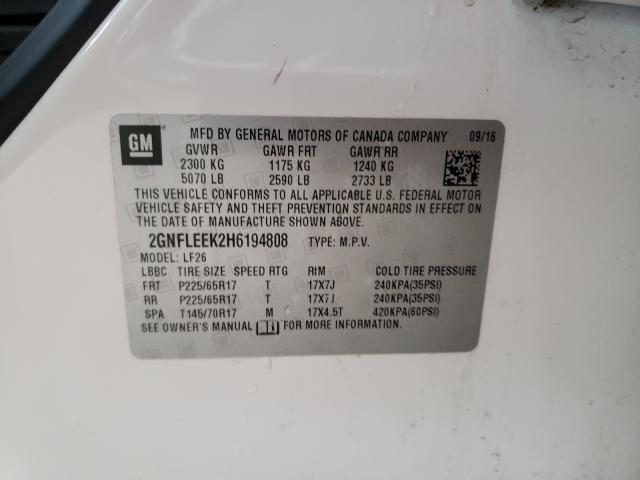 GM MFD BY GENERAL MOTORS OF CANADA COMPANY 09/16
GVWR GAWR FRT GAWR RR
2300 KG 1175 KG 1240 KG
5070 LB 2590 LB 2733 LB
THIS VEHICLE CONFORMS TO ALL APPLICABLE U.S. FEDERAL MOTOR
VEHICLE SAFETY AND THEFT PREVENTION STANDARDS IN EFFECT
ON THE DATE OF MANUFACTURE SHOWN ABOVE.
2GNFLEEK2H6194808 TYPE: M.P.V.
MODEL: LF26
LBBC TIRE SIZE SPEED RTG RIM COLD TIRE PRESSURE
FRT P225/65R17 T 17X7J 240KPA(35PSI)
RR P225/65R17 T 17X7J 240KPA(35PSI)
SPA T145/70R17 M 17X4.5T 420KPA(60PSI)
SEE OWNER'S MANUAL FOR MORE INFORMATION.